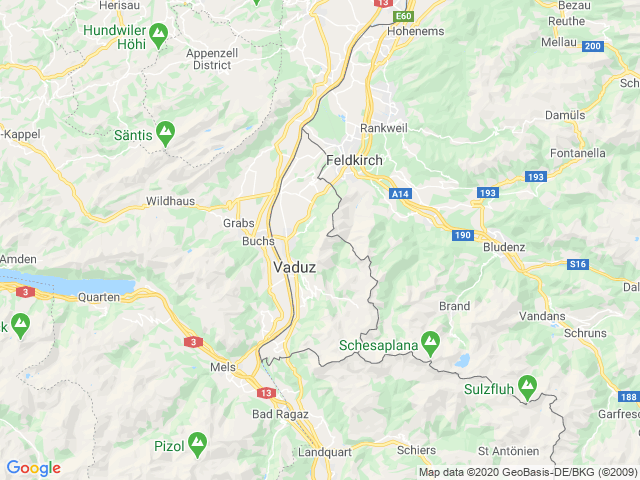 Herisau
13
E60
Bezau
Reuthe
Hundwiler
Höhi
Hohenems
Mellau
200
Appenzell
District
Sch
Damüls
-Kappel
Säntis
Rankweil
Feldkirch
Fontanella
193
A14
193
Wildhaus
Grabs
190
Buchs
Bludenz
Amden
Vaduz
S16
3
Quarten
Dal
Brand
Vandans
k
3
Schesaplana
Schruns
Mels
13
Sulzfluh
188
Bad Ragaz
Garfresc
Pizol
Landquart
Schiers
St Antönien
Google
Map data ©2020 GeoBasis-DE/BKG (©2009)